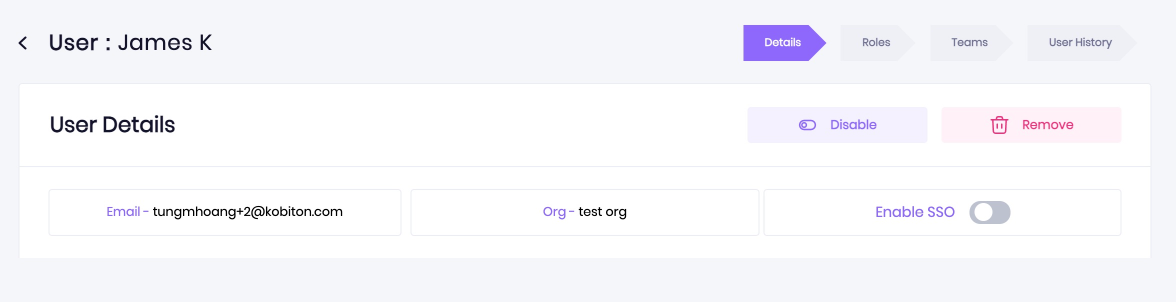 User : James K
Details
Roles
Teams
User History
User Details
Disable
Remove
Email - tungmhoang+2@kobiton.com
Org - test org
Enable SSO